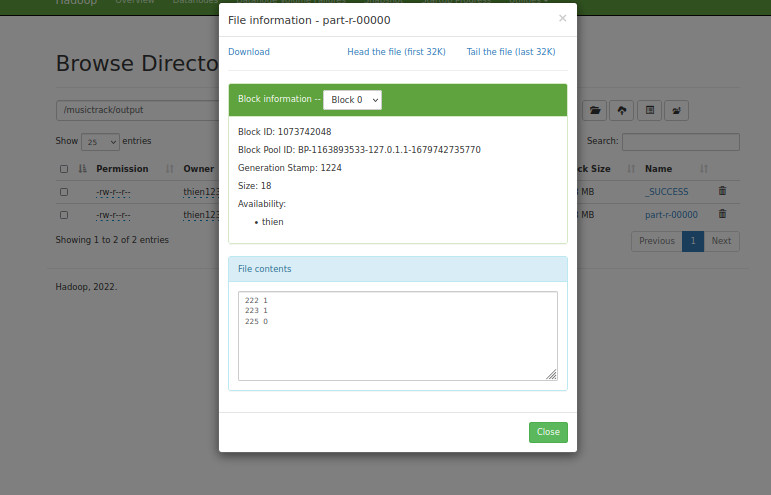 Hadoop Overview Datanodes
File information - part-r-00000 ×
Download Head the file (first 32K) Tail the file (last 32K)
Browse Directo
Block information -- Block 0
/musictrack/output
Block ID: 1073742048
Block Pool ID: BP-1163893533-127.0.1.1-1679742735770
Generation Stamp: 1224
Size: 18
Availability:
• thien
Show 25 entries Search:
Permission Owner ck Size Name
-rw-r--r-- thien123 MB _SUCCESS
-rw-r--r-- thien123 MB part-r-00000
Showing 1 to 2 of 2 entries Previous 1 Next
File contents
222 1
223 1
225 0
Hadoop, 2022.
Close